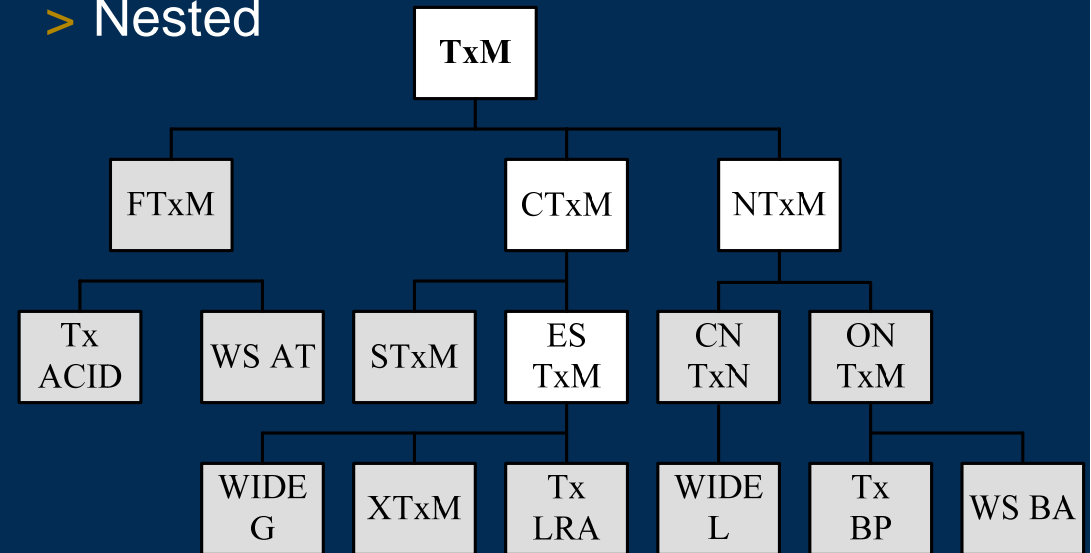 > Nested
TxM
FTxM
CTxM
NTxM
Tx
ACID
WS AT
STxM
ES
TxM
CN
TxN
ON
TxM
WIDE
G
XTxM
Tx
LRA
WIDE
L
Tx
BP
WS BA